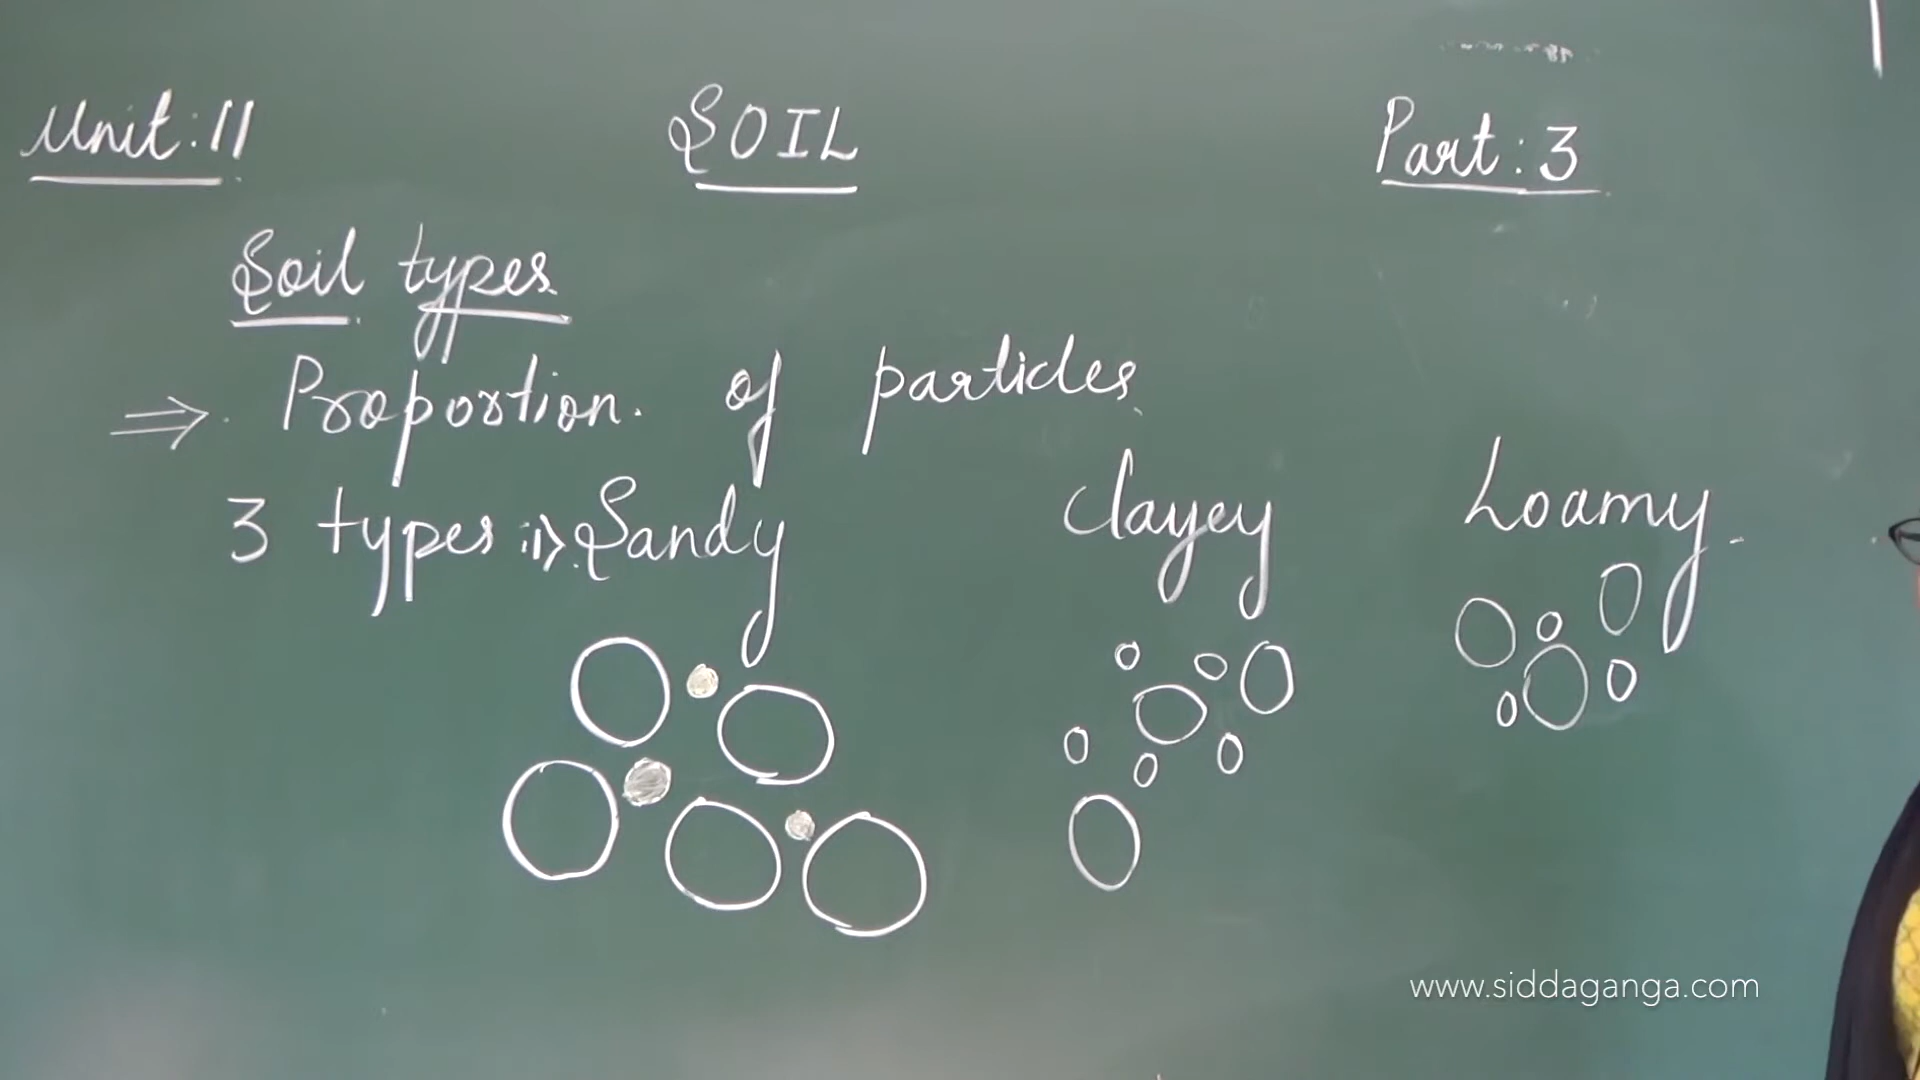 Unit: 11 SOIL Part: 3
Soil types
⇒ Proportion of particles
3 types :i) Sandy Clayey Loamy
www.siddaganga.com